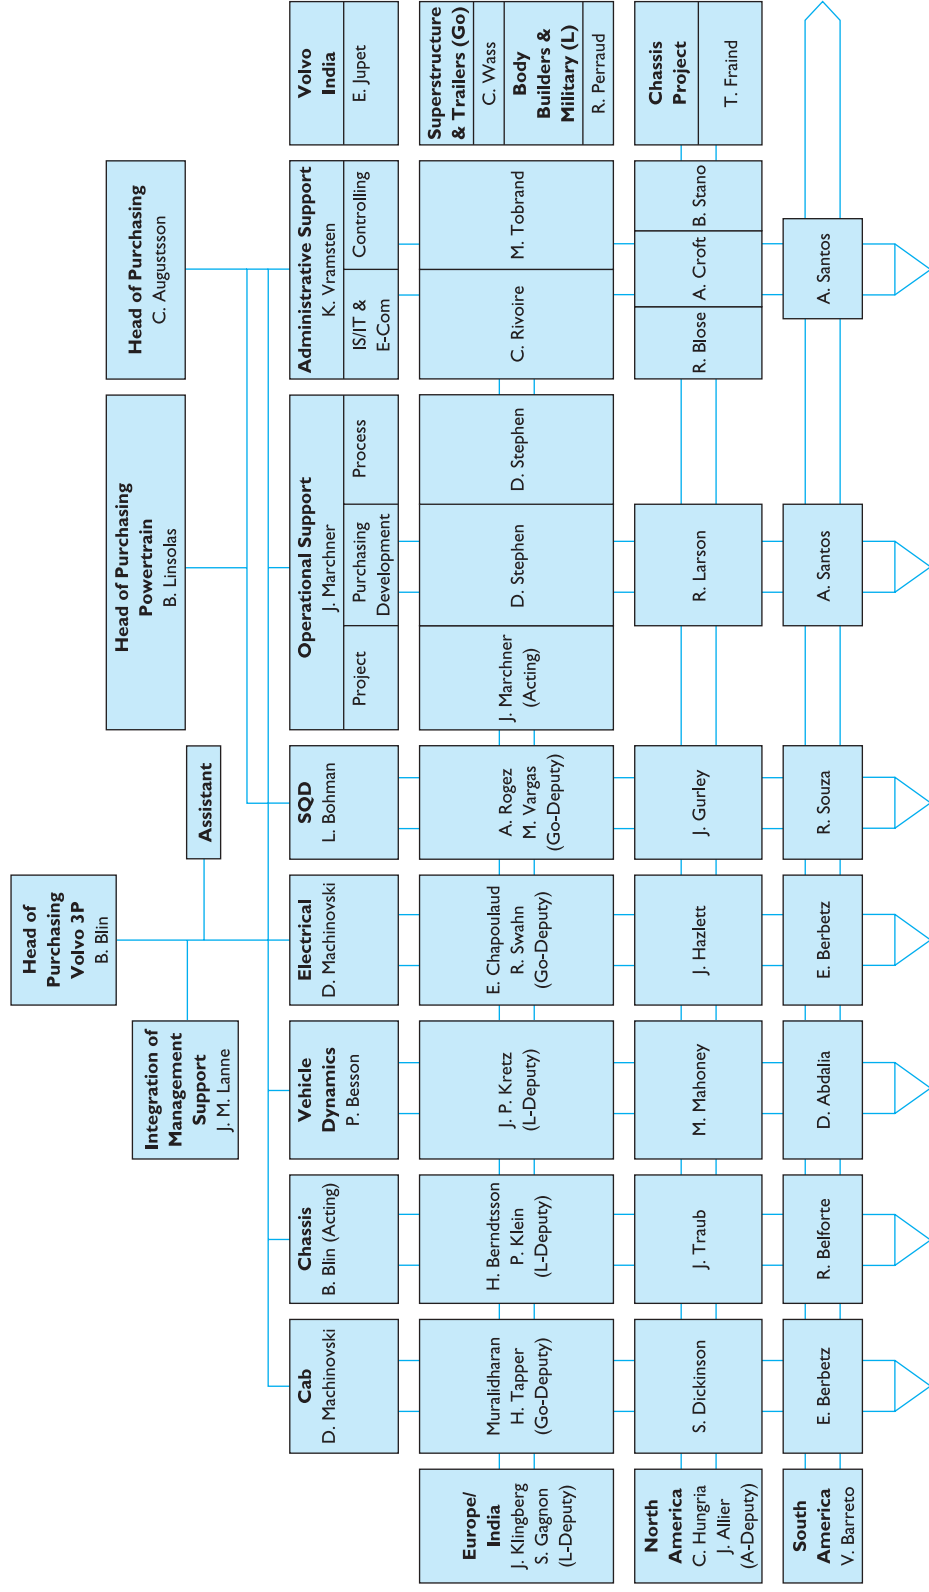 Head of
Purchasing
Volvo 3P
B. Blin
Integration of
Management
Support
J. M. Lanne
Assistant
Head of Purchasing
Powertrain
B. Linsolas
Head of Purchasing
C. Augustsson
Cab
D. Machinovski
Chassis
B. Blin (Acting)
Vehicle
Dynamics
P. Besson
Electrical
D. Machinovski
SQD
L. Bohman
Operational Support
J. Marchner
Project
Purchasing
Development
Process
Administrative Support
K. Vramsten
IS/IT &
E-Com
Controlling
Volvo
India
E. Jupet
Europe/
India
J. Klingberg
S. Gagnon
(L-Deputy)
Muralidharan
H. Tapper
(Go-Deputy)
H. Berndtsson
P. Klein
(L-Deputy)
J. P. Kretz
(L-Deputy)
E. Chapoulaud
R. Swahn
(Go-Deputy)
A. Rogez
M. Vargas
(Go-Deputy)
J. Marchner
(Acting)
D. Stephen
D. Stephen
C. Rivoire
M. Tobrand
Superstructure
& Trailers (Go)
C. Wass
Body
Builders &
Military (L)
R. Perraud
North
America
C. Hungria
J. Allier
(A-Deputy)
S. Dickinson
J. Traub
M. Mahoney
J. Hazlett
J. Gurley
R. Larson
R. Blose
A. Croft
B. Stano
Chassis
Project
T. Fraind
South
America
V. Barreto
E. Berbetz
R. Belforte
D. Abdalia
E. Berbetz
R. Souza
A. Santos
A. Santos